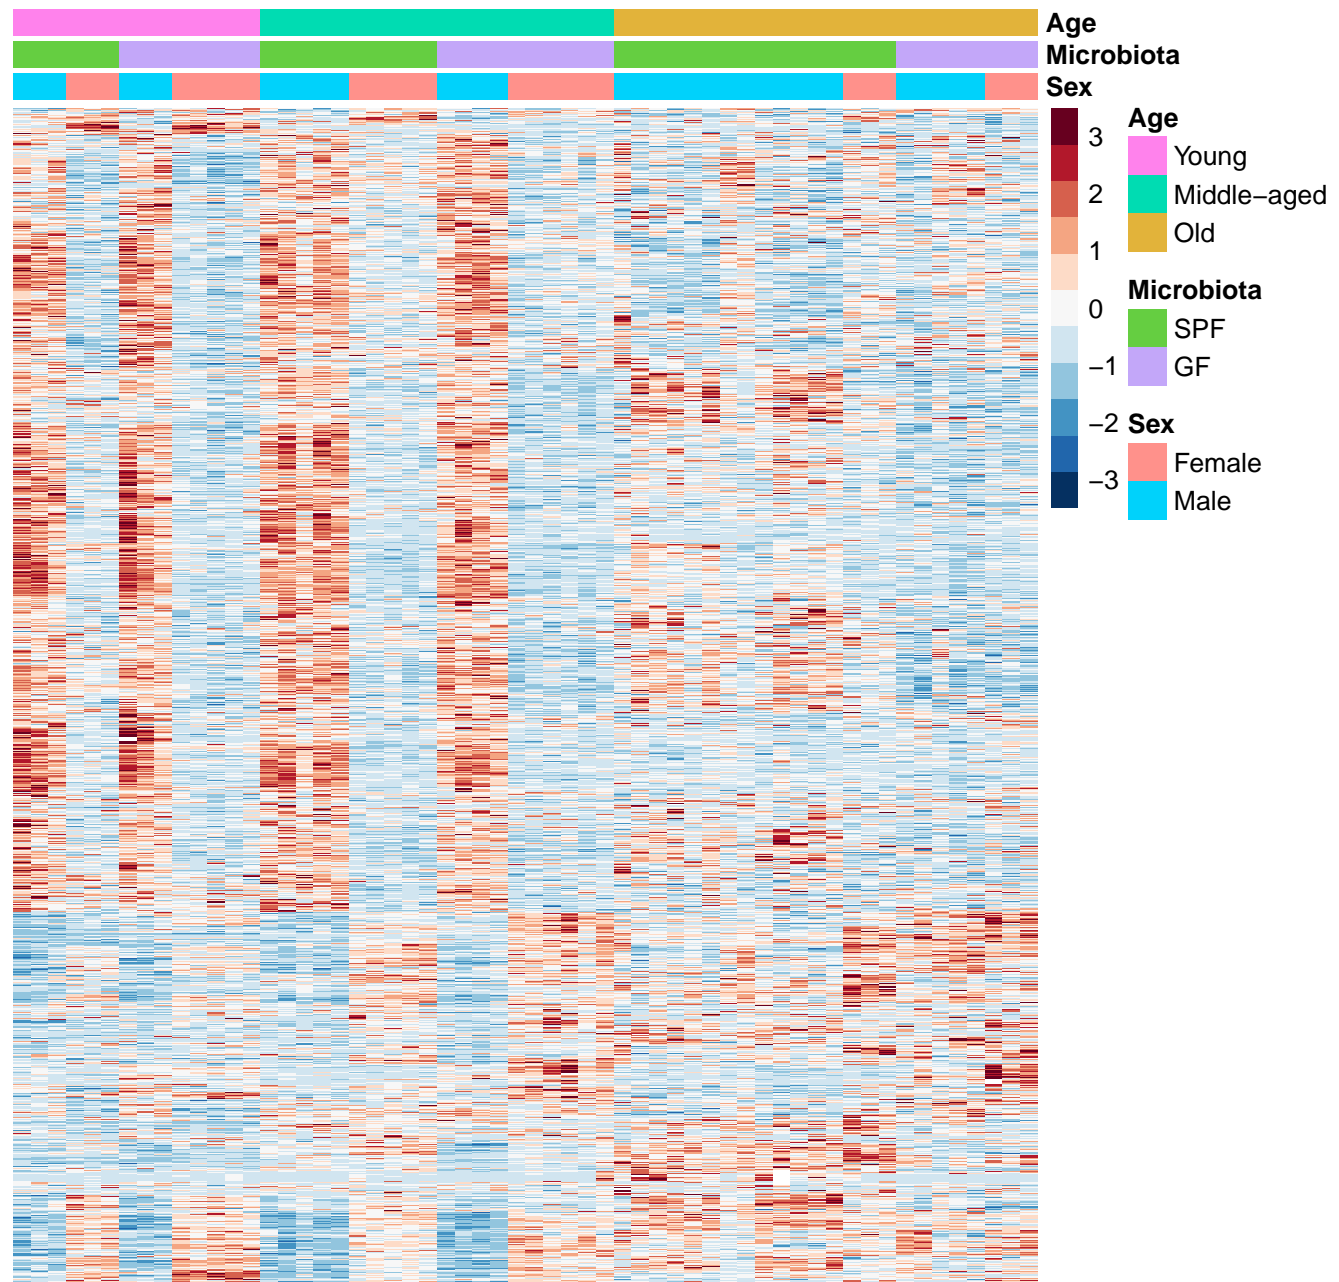 Age
Microbiota
Sex
3
2
1
0
−1
−2
−3
Age
Young
Middle−aged
Old
Microbiota
SPF
GF
Sex
Female
Male